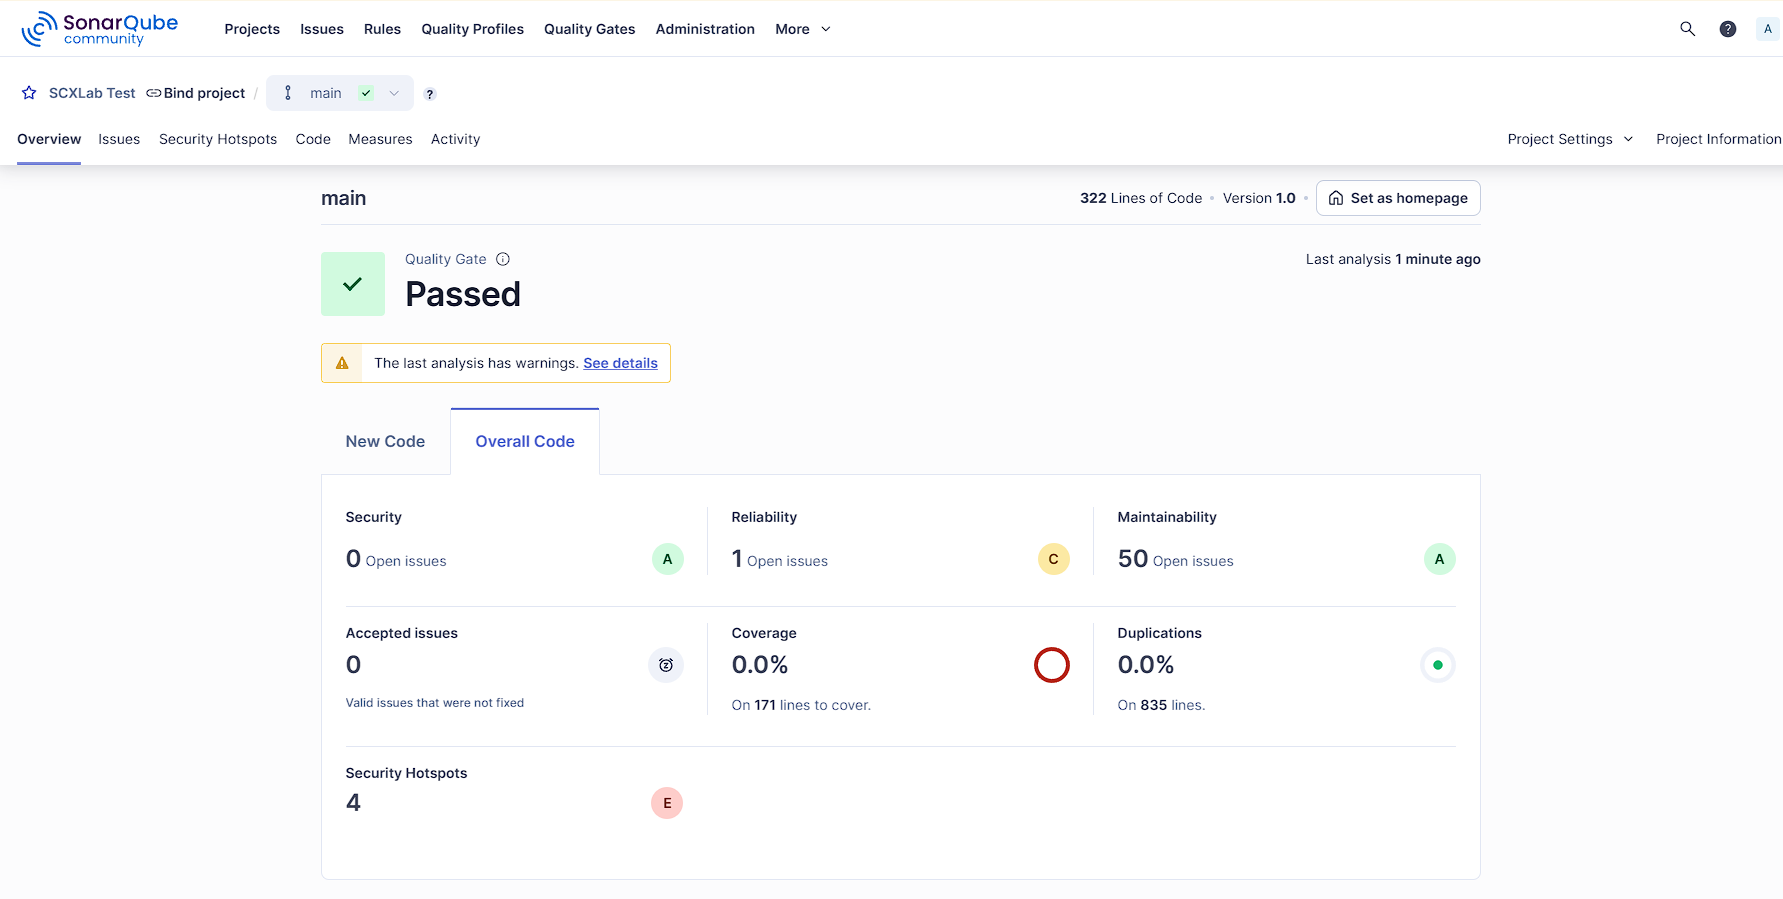 SonarQube community
Projects Issues Rules Quality Profiles Quality Gates Administration More ? A
SCXLab Test Bind project / main ?
Overview Issues Security Hotspots Code Measures Activity Project Settings Project Information
main 322 Lines of Code • Version 1.0 • Set as homepage
Quality Gate Last analysis 1 minute ago
Passed
The last analysis has warnings. See details
New Code Overall Code
Security Reliability Maintainability
0 Open issues A 1 Open issues C 50 Open issues A
Accepted issues Coverage Duplications
0 0.0% 0.0%
Valid issues that were not fixed On 171 lines to cover. On 835 lines.
Security Hotspots
4 E